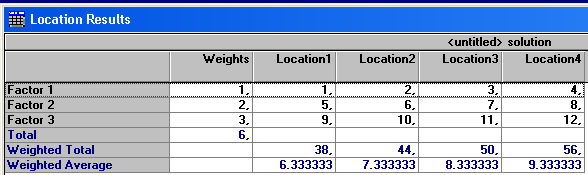 Location Results
<untitled> solution
Weights Location1 Location2 Location3 Location4
Factor 1 1, 1, 2, 3, 4,
Factor 2 2, 5, 6, 7, 8,
Factor 3 3, 9, 10, 11, 12,
Total 6,
Weighted Total 38, 44, 50, 56,
Weighted Average 6.333333 7.333333 8.333333 9.333333